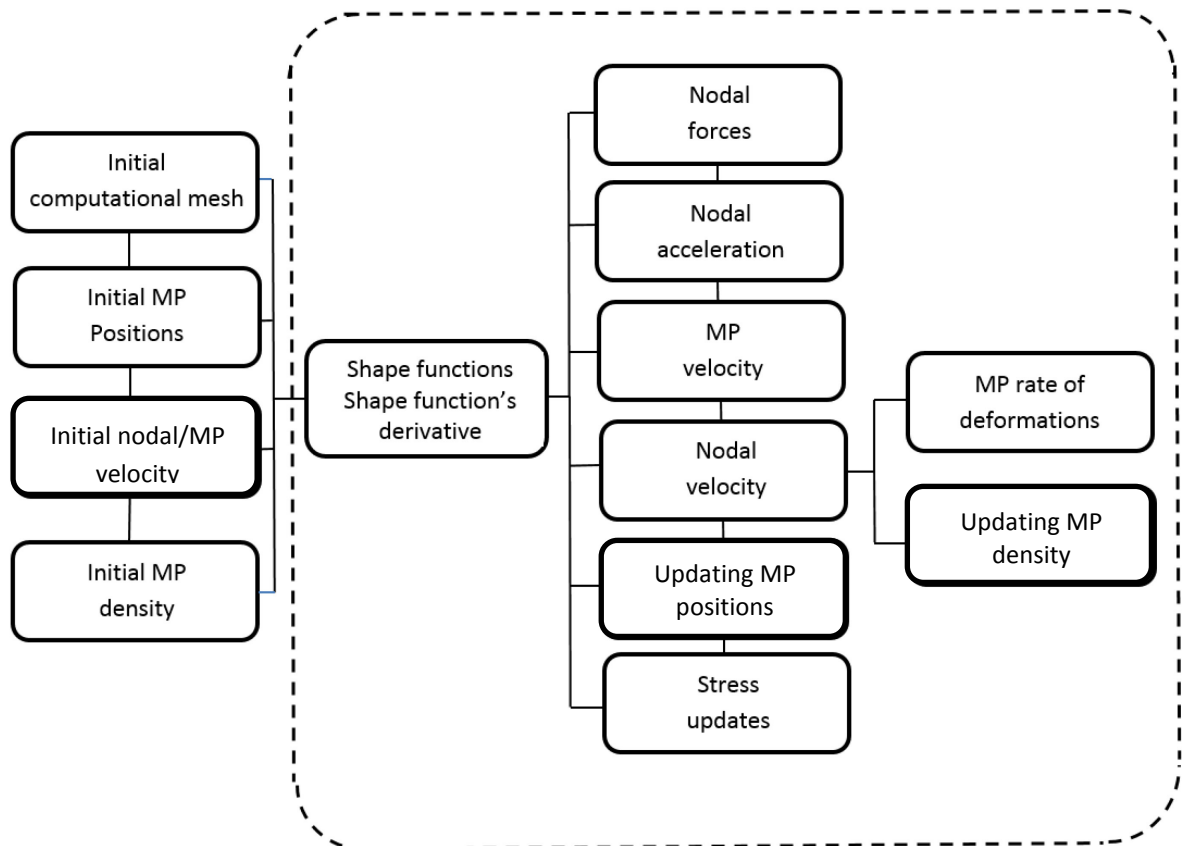 Initial
computational mesh
Initial MP
Positions
Initial nodal/MP
velocity
Initial MP
density
Shape functions
Shape function’s
derivative
Nodal
forces
Nodal
acceleration
MP
velocity
Nodal
velocity
Updating MP
positions
Stress
updates
MP rate of
deformations
Updating MP
density